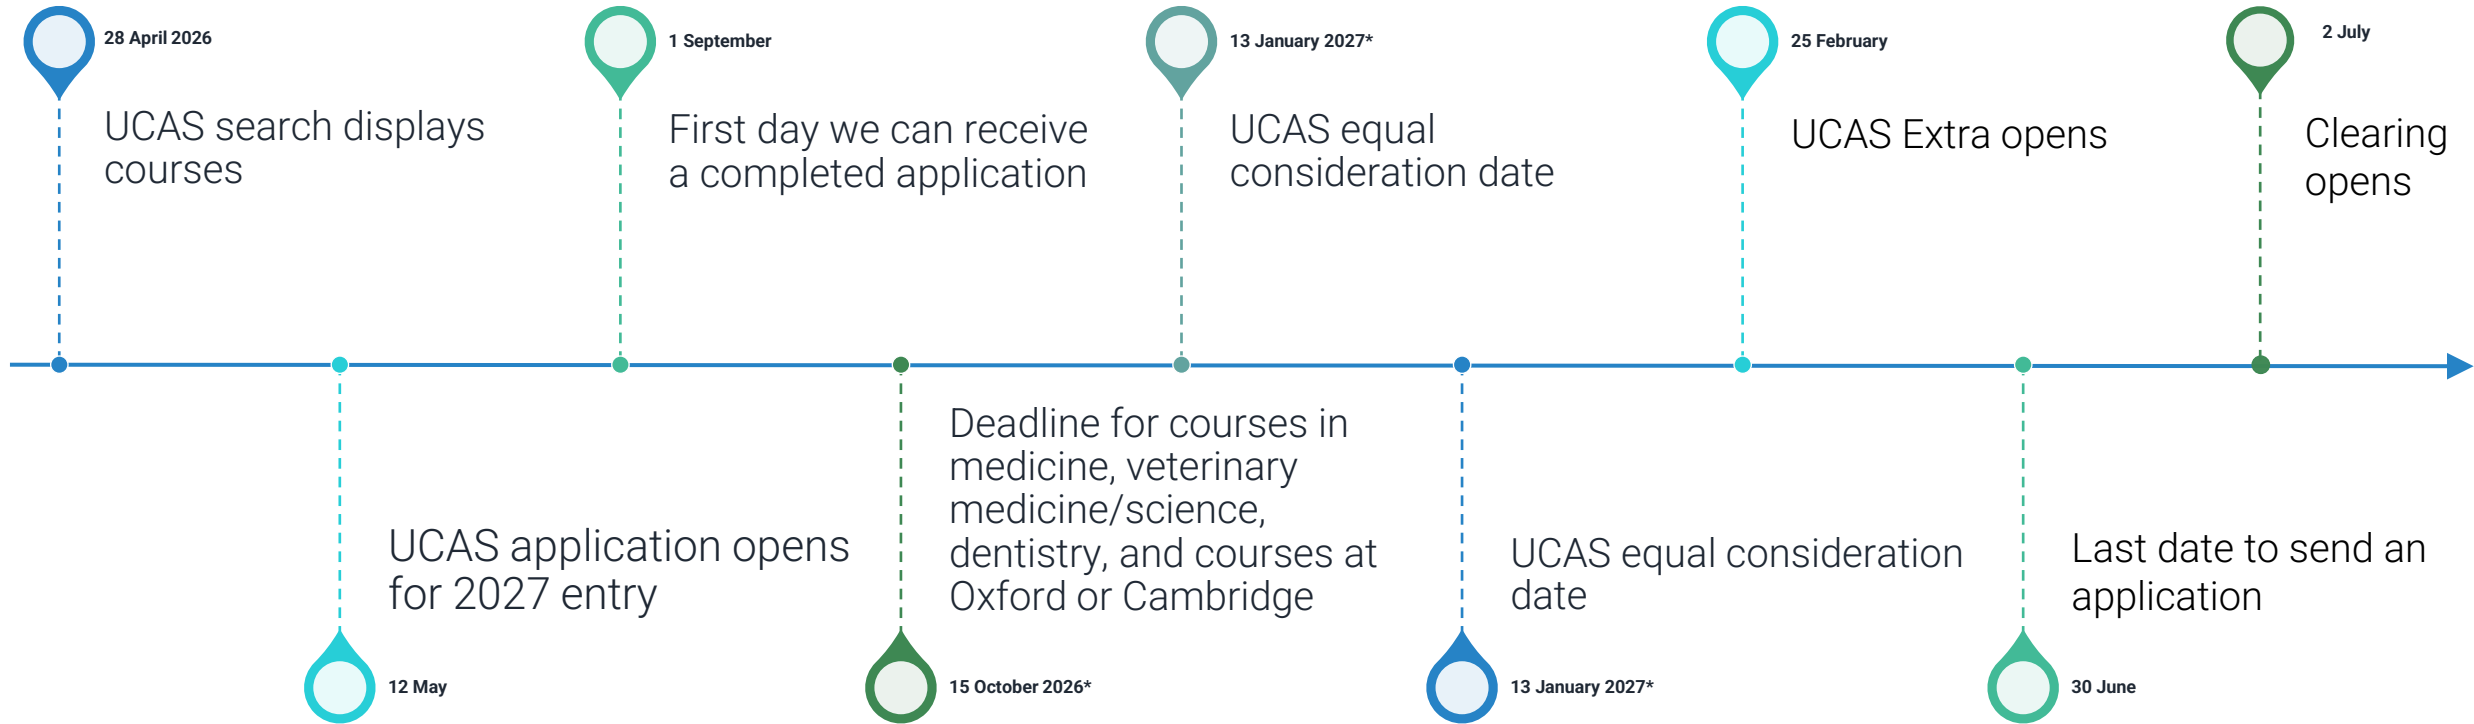 28 April 2026
UCAS search displays
courses
12 May
UCAS application opens
for 2027 entry
1 September
First day we can receive
a completed application
15 October 2026*
Deadline for courses in
medicine, veterinary
medicine/science,
dentistry, and courses at
Oxford or Cambridge
13 January 2027*
UCAS equal
consideration date
13 January 2027*
UCAS equal consideration
date
25 February
UCAS Extra opens
30 June
Last date to send an
application
2 July
Clearing
opens